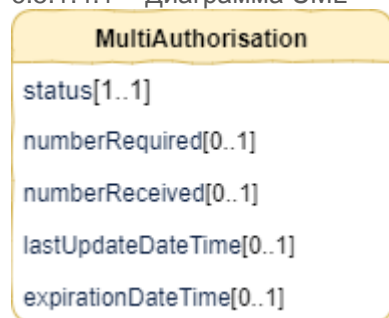 Диаграмма UML
MultiAuthorisation
status[1..1]
numberRequired[0..1]
numberReceived[0..1]
lastUpdateDateTime[0..1]
expirationDateTime[0..1]